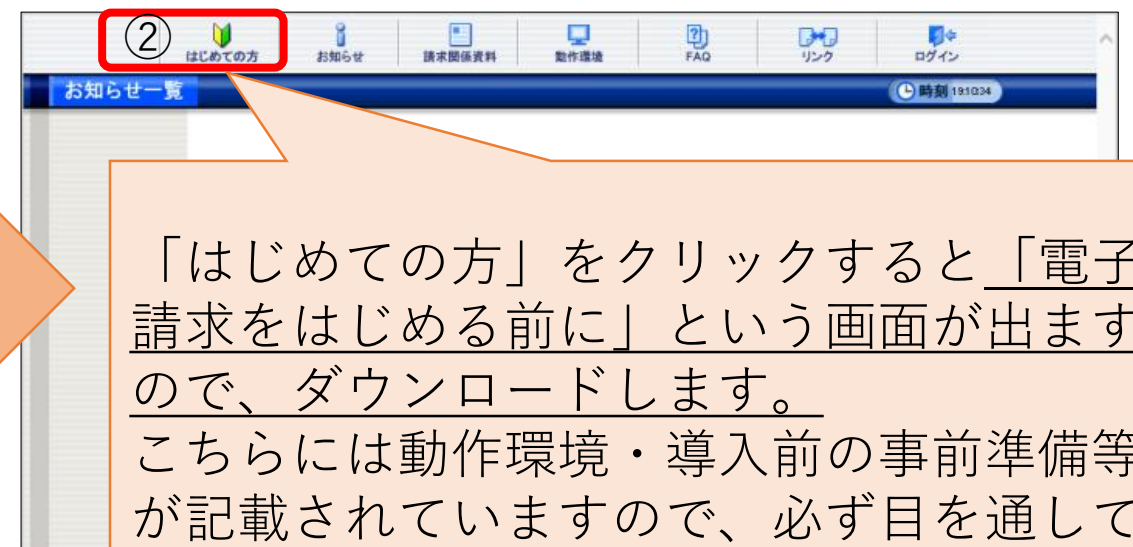 ②
はじめての方 お知らせ 請求関係資料 動作環境 FAQ リンク ログイン
お知らせ一覧 時刻 19:10:34
「はじめての方」をクリックすると「電子
請求をはじめる前に」という画面が出ます
ので、ダウンロードします。
こちらには動作環境・導入前の事前準備等
が記載されていますので、必ず目を通して